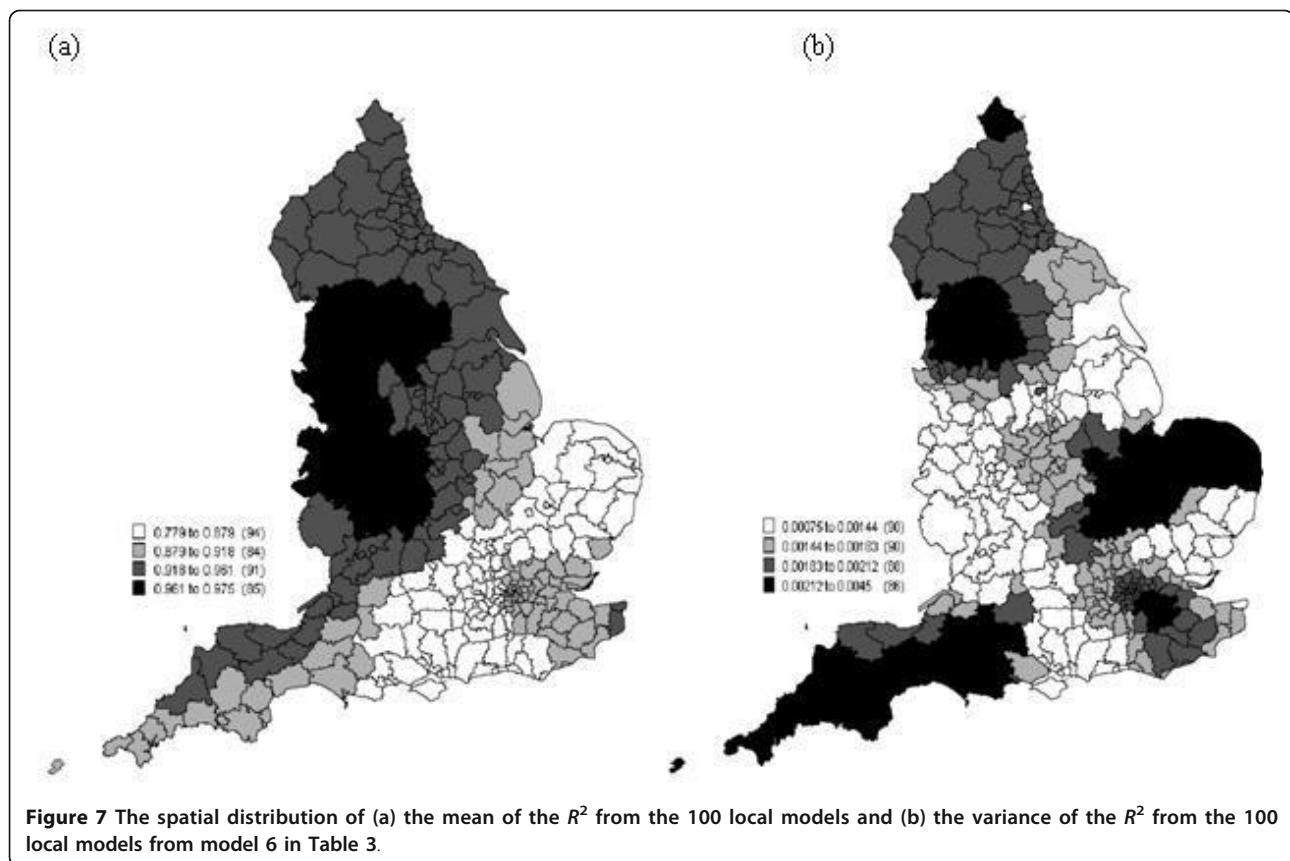 (a)
(b)
0.779 to 0.879 (94)
0.879 to 0.918 (84)
0.918 to 0.961 (91)
0.961 to 0.975 (85)
0.00075 to 0.00144 (90)
0.00144 to 0.00183 (90)
0.00183 to 0.00212 (88)
0.00212 to 0.0045 (86)
Figure 7 The spatial distribution of (a) the mean of the R² from the 100 local models and (b) the variance of the R² from the 100
local models from model 6 in Table 3.